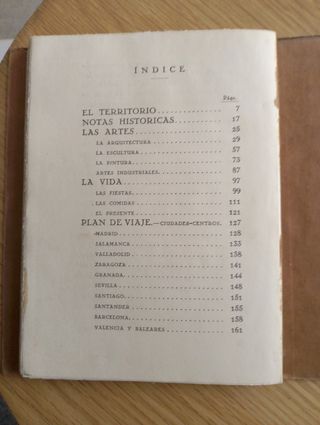 ÍNDICE
Págs.
EL TERRITORIO 7
NOTAS HISTORICAS 17
LAS ARTES 25
LA ARQUITECTURA 29
LA ESCULTURA 57
LA PINTURA 73
ARTES INDUSTRIALES 87
LA VIDA 97
LAS FIESTAS 99
LAS COMIDAS 111
EL PRESENTE 121
PLAN DE VIAJE.—CIUDADES-CENTROS 127
MADRID 128
SALAMANCA 133
VALLADOLID 138
ZARAGOZA 141
GRANADA 144
SEVILLA 148
SANTIAGO 151
SANTANDER 155
BARCELONA 158
VALENCIA Y BALEARES 161